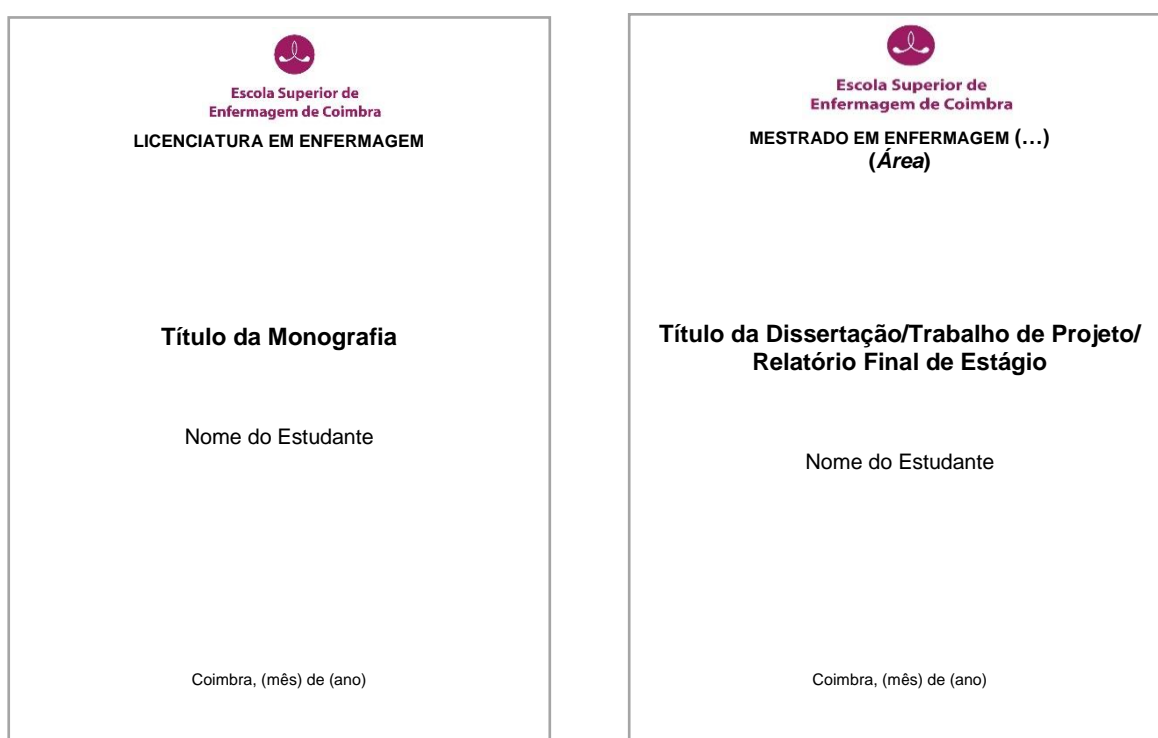 Escola Superior de
Enfermagem de Coimbra
LICENCIATURA EM ENFERMAGEM
Título da Monografia
Nome do Estudante
Coimbra, (mês) de (ano)
Escola Superior de
Enfermagem de Coimbra
MESTRADO EM ENFERMAGEM (...)
(Área)
Título da Dissertação/Trabalho de Projeto/
Relatório Final de Estágio
Nome do Estudante
Coimbra, (mês) de (ano)